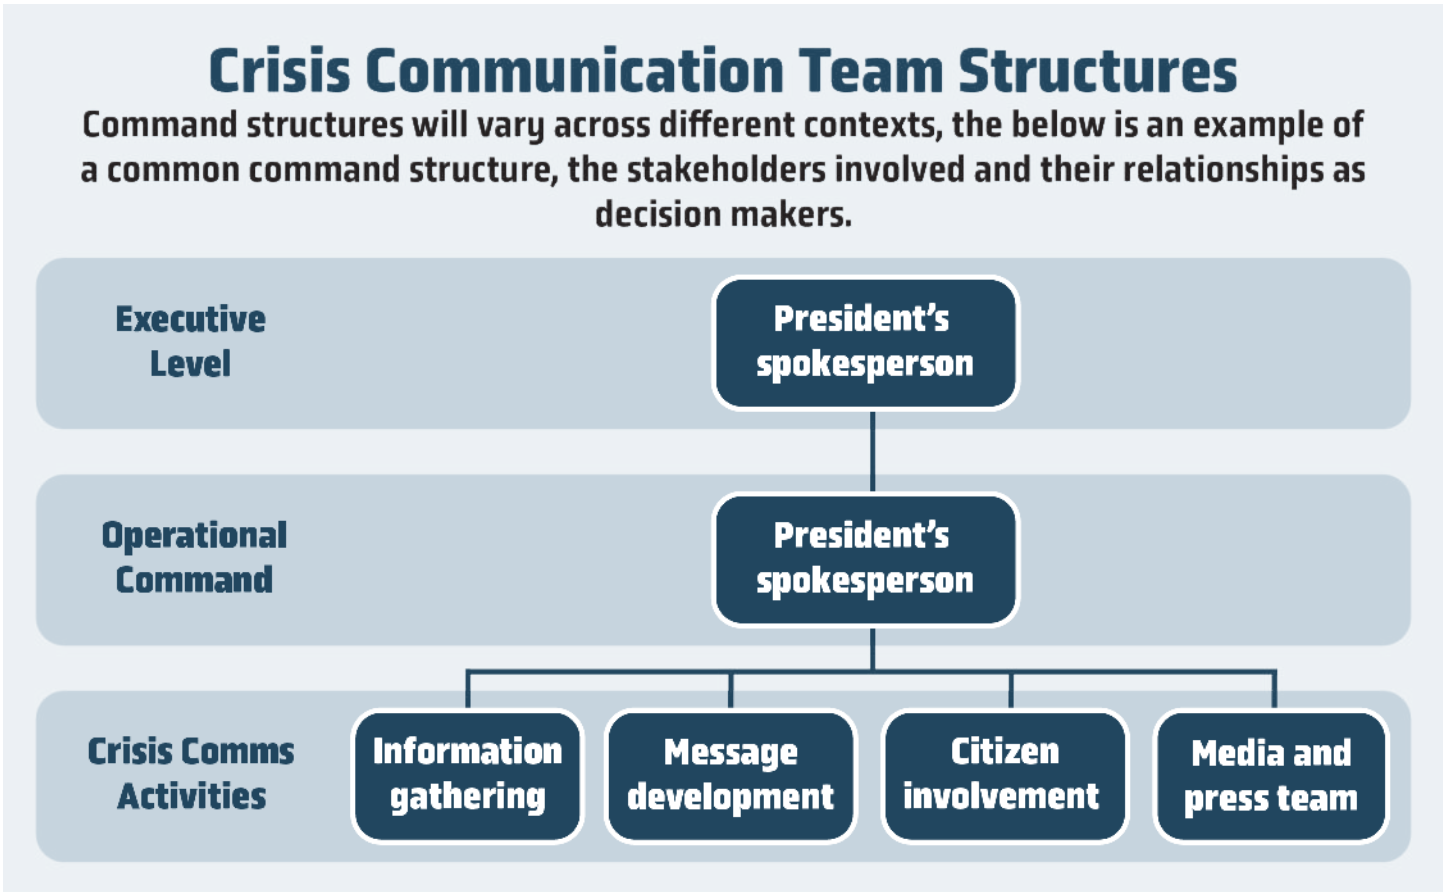 Crisis Communication Team Structures
Command structures will vary across different contexts, the below is an example of
a common command structure, the stakeholders involved and their relationships as
decision makers.
Executive
Level
President's
spokesperson
Operational
Command
President's
spokesperson
Crisis Comms
Activities
Information
gathering
Message
development
Citizen
involvement
Media and
press team